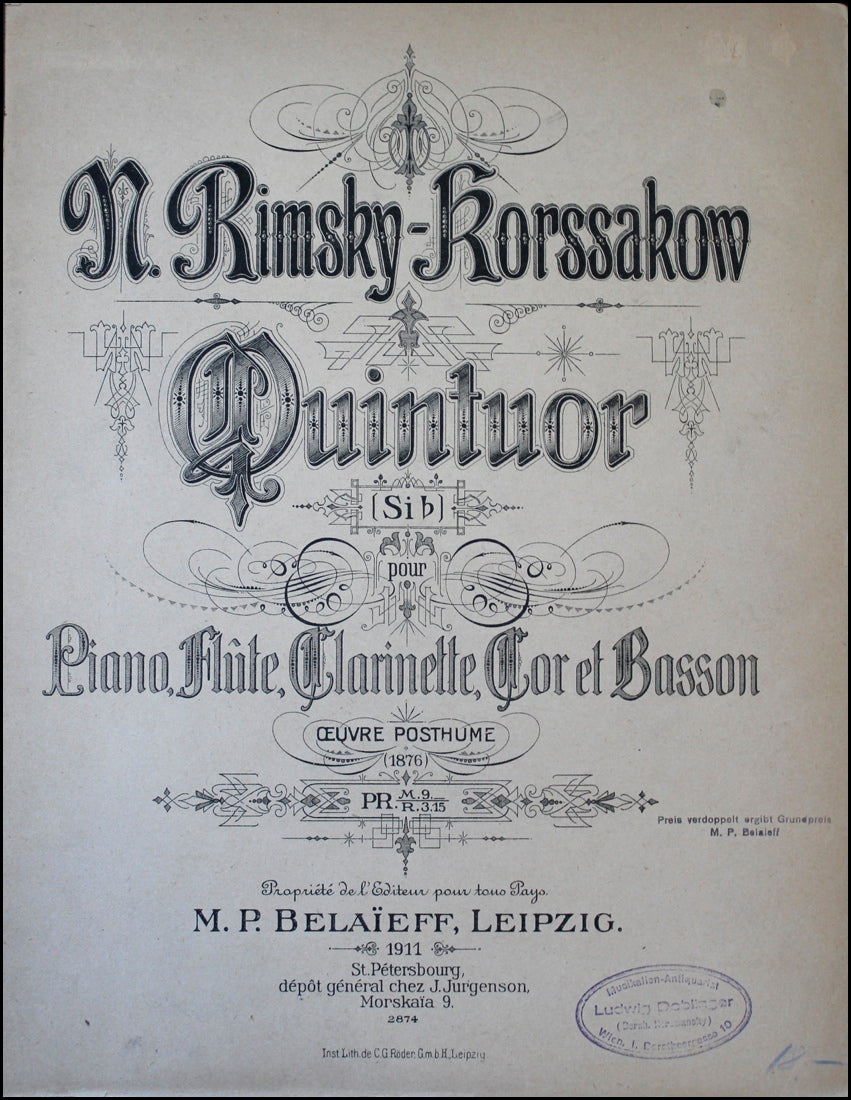 N. Rimsky-Korssakow
Quintuor
(Si b)
pour
Piano, Flûte, Clarinette, Cor et Basson
ŒUVRE POSTHUME
(1876)
PR. M. 9.
R. 3.15
Preis verdoppelt ergibt Grundpreis
M. P. Belaieff
Propriété de l'Editeur pour tous Pays.
M. P. BELAÏEFF, LEIPZIG.
1911
St. Pétersbourg,
dépôt général chez J. Jurgenson,
Morskaïa 9.
2874
Inst. Lith. de C. G. Röder. G. m. b. H., Leipzig
Musikalien-Antiquariat
Ludwig Doblinger
(Bernh. Herzmansky)
Wien, I. Dorotheergasse 10